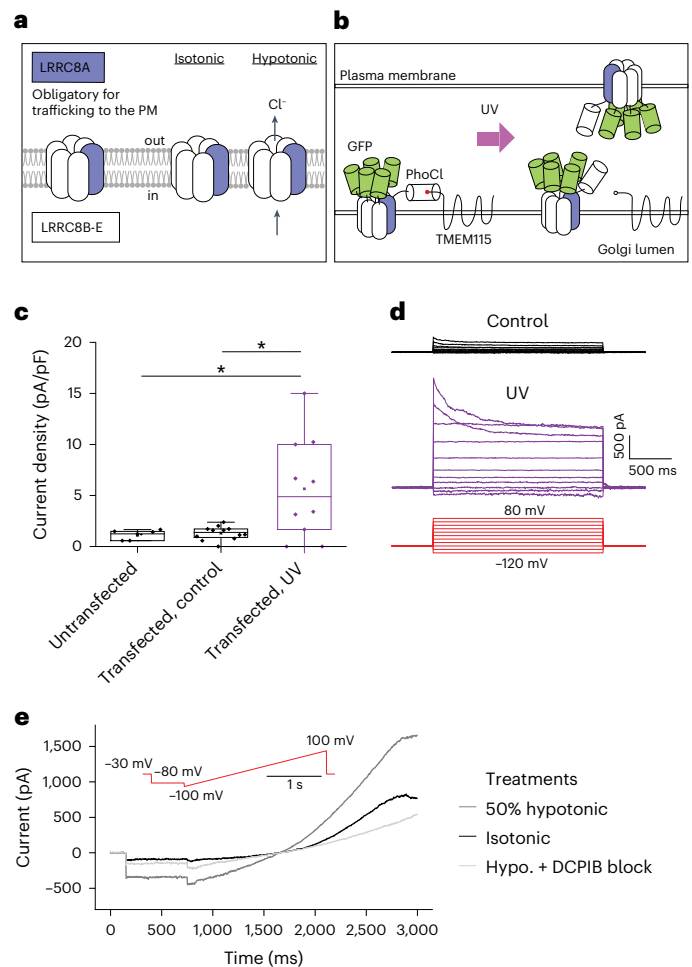 a
LRRC8A
Obligatory for
trafficking to the PM
Isotonic
Hypotonic
Cl⁻
out
in
LRRC8B-E
b
Plasma membrane
UV
GFP
PhoCl
TMEM115
Golgi lumen
c
Current density (pA/pF)
20
15
10
5
0
*
*
Untransfected
Transfected, control
Transfected, UV
d
Control
UV
500 pA
500 ms
80 mV
−120 mV
e
Current (pA)
1,500
1,000
500
0
−500
−30 mV
−80 mV
−100 mV
100 mV
1 s
0
500
1,000
1,500
2,000
2,500
3,000
Time (ms)
Treatments
50% hypotonic
Isotonic
Hypo. + DCPIB block